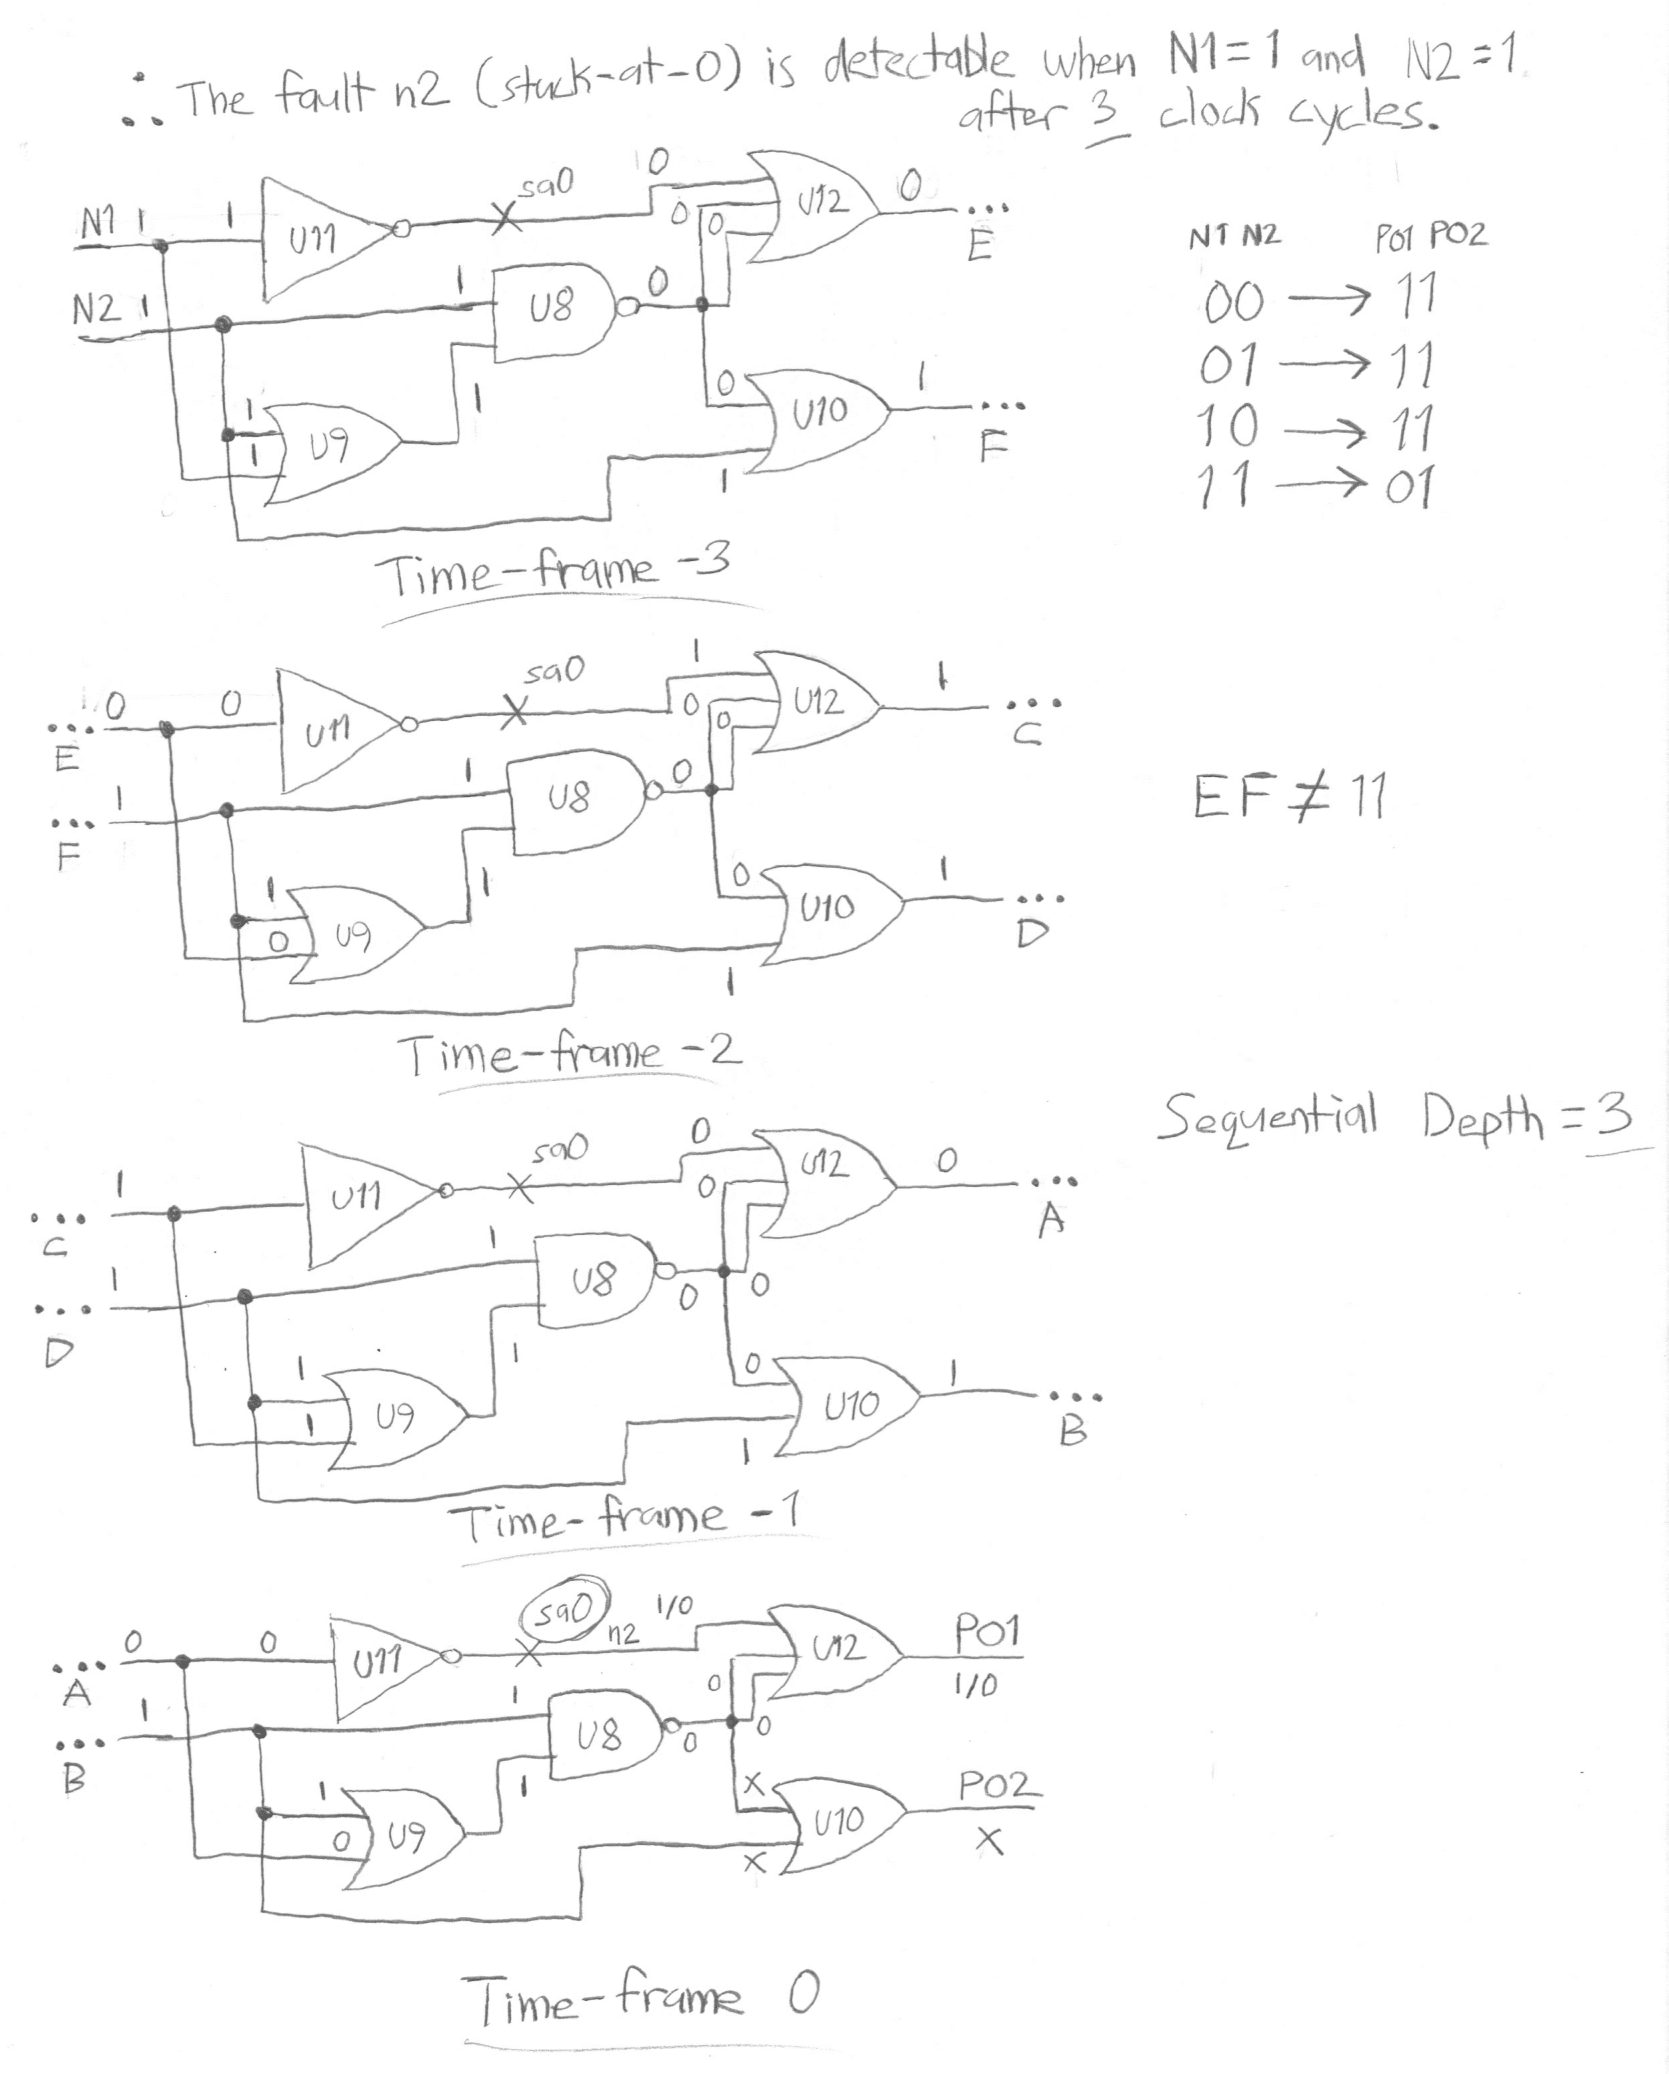 ∴ The fault n2 (stuck-at-0) is detectable when N1=1 and N2=1
after 3 clock cycles.
sa0 0 0
N1 1 1 U11 0 0 U12 E
N2 1 1 U8 0
1 1 U9 1 0 U10 1 F
1
Time-frame -3
N1 N2 PO1 PO2
00 → 11
01 → 11
10 → 11
11 → 01
sa0 1 1
E 0 0 U11 0 0 U12 C
F 1 1 U8 0
1 0 U9 1 0 U10 1 D
1
Time-frame -2
EF ≠ 11
sa0 0 0
C 1 U11 0 U12 A
D 1 1 U8 0 0
1 1 U9 1 0 U10 1 B
1
Time-frame -1
Sequential Depth = 3
sa0 n2 1/0 PO1
A 0 0 U11 0 U12 1/0
B 1 1 U8 0 0
1 0 U9 1 X U10 PO2
X X
Time-frame 0